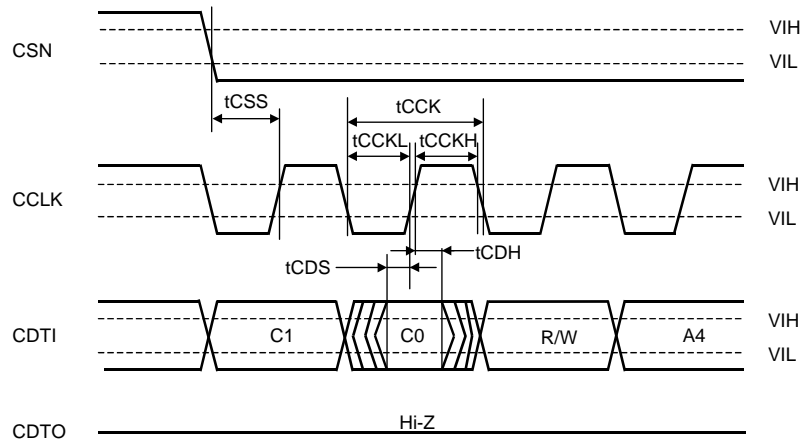 CSN
VIH
VIL
tCSS
tCCK
tCCKL
tCCKH
CCLK
VIH
VIL
tCDS
tCDH
CDTI
C1
C0
R/W
A4
VIH
VIL
CDTO
Hi-Z